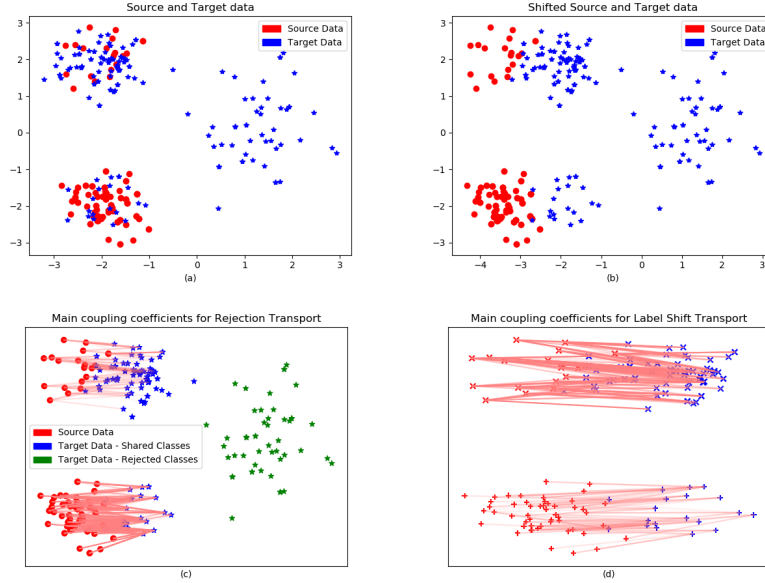 Source and Target data
Source Data
Target Data
3
2
1
0
−1
−2
−3
−3 −2 −1 0 1 2 3
(a)
Shifted Source and Target data
Source Data
Target Data
3
2
1
0
−1
−2
−3
−4 −3 −2 −1 0 1 2 3
(b)
Main coupling coefficients for Rejection Transport
Source Data
Target Data - Shared Classes
Target Data - Rejected Classes
(c)
Main coupling coefficients for Label Shift Transport
(d)